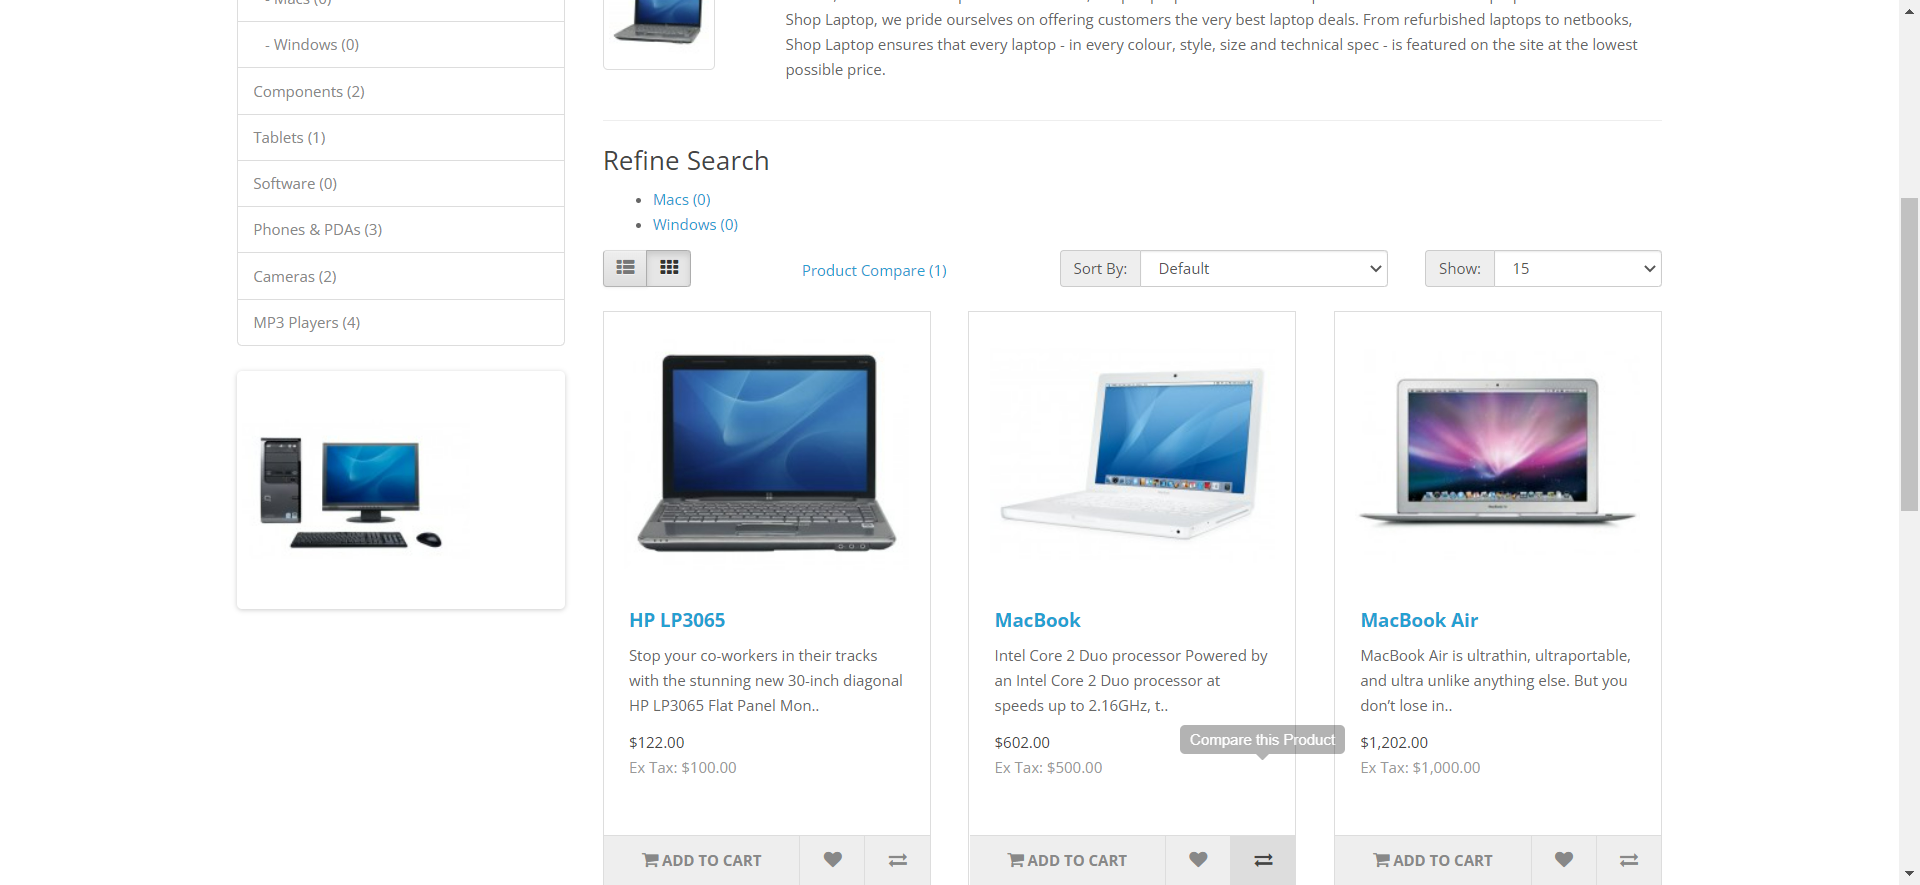 - Macs (0)
- Windows (0)
Components (2)
Tablets (1)
Software (0)
Phones & PDAs (3)
Cameras (2)
MP3 Players (4)
Shop Laptop, we pride ourselves on offering customers the very best laptop deals. From refurbished laptops to netbooks,
Shop Laptop ensures that every laptop - in every colour, style, size and technical spec - is featured on the site at the lowest
possible price.
Refine Search
Macs (0)
Windows (0)
Product Compare (1)
Sort By:
Default
Show:
15
HP LP3065
Stop your co-workers in their tracks
with the stunning new 30-inch diagonal
HP LP3065 Flat Panel Mon..
$122.00
Ex Tax: $100.00
ADD TO CART
MacBook
Intel Core 2 Duo processor Powered by
an Intel Core 2 Duo processor at
speeds up to 2.16GHz, t..
Compare this Product
$602.00
Ex Tax: $500.00
ADD TO CART
MacBook Air
MacBook Air is ultrathin, ultraportable,
and ultra unlike anything else. But you
don’t lose in..
$1,202.00
Ex Tax: $1,000.00
ADD TO CART